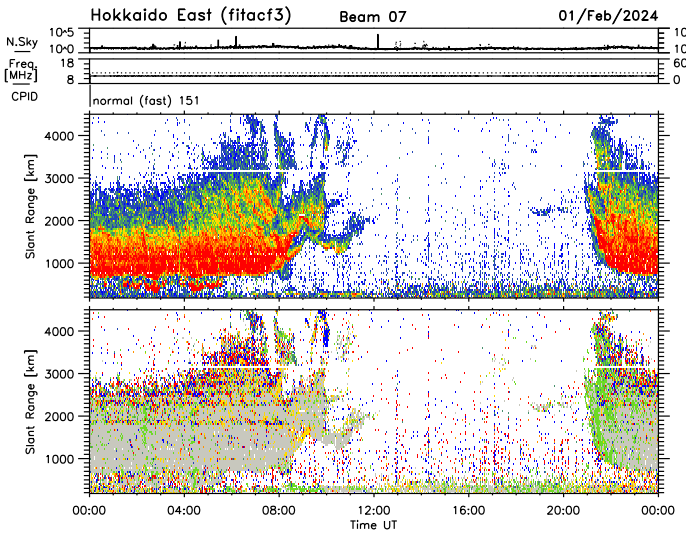 Hokkaido East (fitacf3) Beam 07 01/Feb/2024
N.Sky 10^5 10^0 10^5 10^0
Freq. [MHz] 18 8 60 0
CPID normal (fast) 151
Slant Range [km] 4000 3000 2000 1000
Slant Range [km] 4000 3000 2000 1000
00:00 04:00 08:00 12:00 16:00 20:00 00:00
Time UT